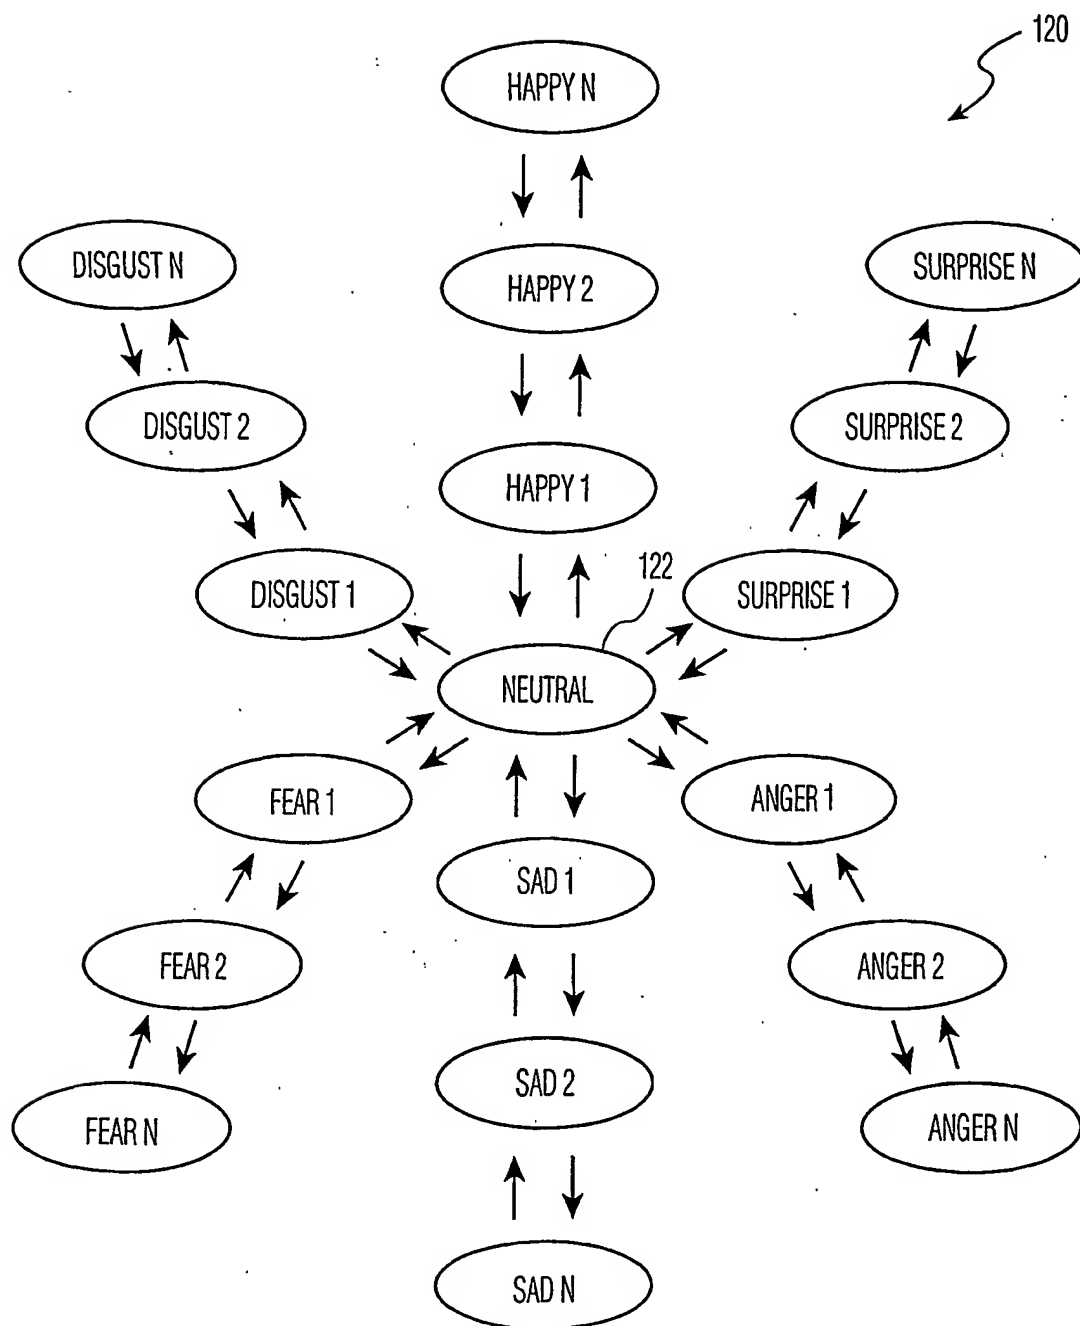 120
HAPPY N
DISGUST N
SURPRISE N
HAPPY 2
DISGUST 2
SURPRISE 2
HAPPY 1
122
DISGUST 1
SURPRISE 1
NEUTRAL
FEAR 1
ANGER 1
SAD 1
FEAR 2
ANGER 2
SAD 2
FEAR N
ANGER N
SAD N